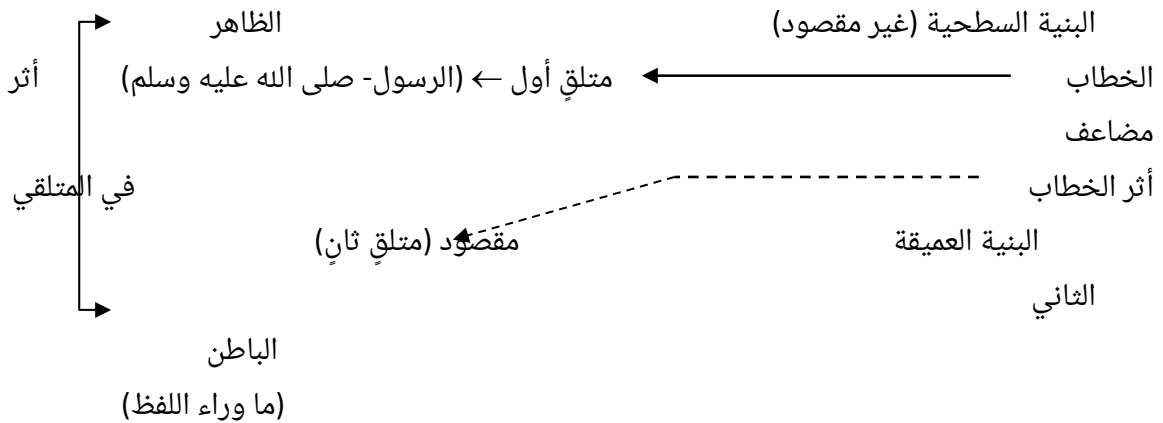 البنية السطحية (غير مقصود) الظاهر
الخطاب متلقٍ أول ← (الرسول- صلى الله عليه وسلم) أثر
مضاعف
أثر الخطاب في المتلقي
البنية العميقة مقصود (متلقٍ ثانٍ)
الثاني
الباطن
(ما وراء اللفظ)